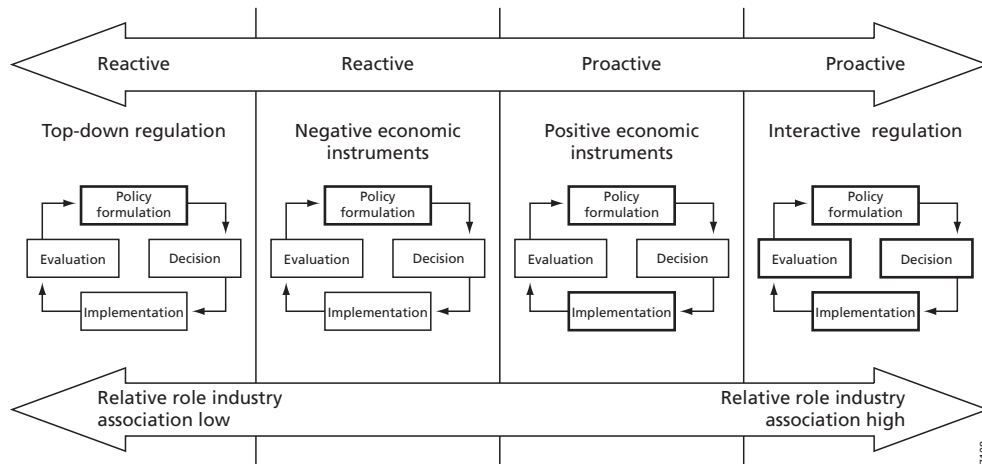 Reactive
Reactive
Proactive
Proactive
Top-down regulation
Negative economic
instruments
Positive economic
instruments
Interactive regulation
Policy
formulation
Evaluation
Decision
Implementation
Policy
formulation
Evaluation
Decision
Implementation
Policy
formulation
Evaluation
Decision
Implementation
Policy
formulation
Evaluation
Decision
Implementation
Relative role industry
association low
Relative role industry
association high